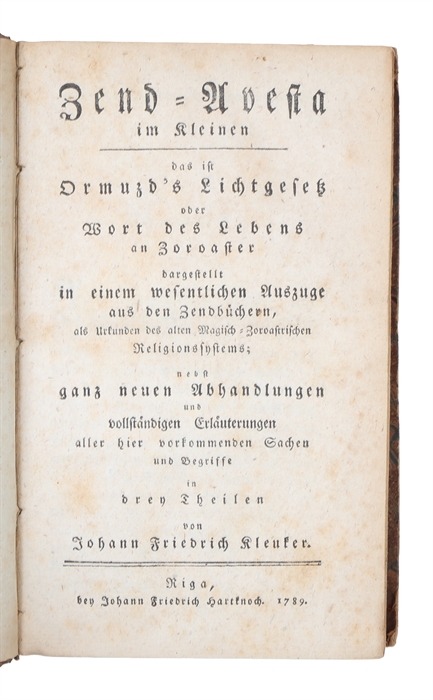 Zend-Avesta
im Kleinen
das ist
Ormuzd's Lichtgesetz
oder
Wort des Lebens
an Zoroaster
dargestellt
in einem wesentlichen Auszuge
aus den Zendbüchern,
als Urkunden des alten Magisch-Zoroastrischen
Religionssystems;
nebst
ganz neuen Abhandlungen
und
vollständigen Erläuterungen
aller hier vorkommenden Sachen
und Begriffe
in
drey Theilen
von
Johann Friedrich Kleuker.
Riga,
bey Johann Friedrich Hartknoch. 1789.